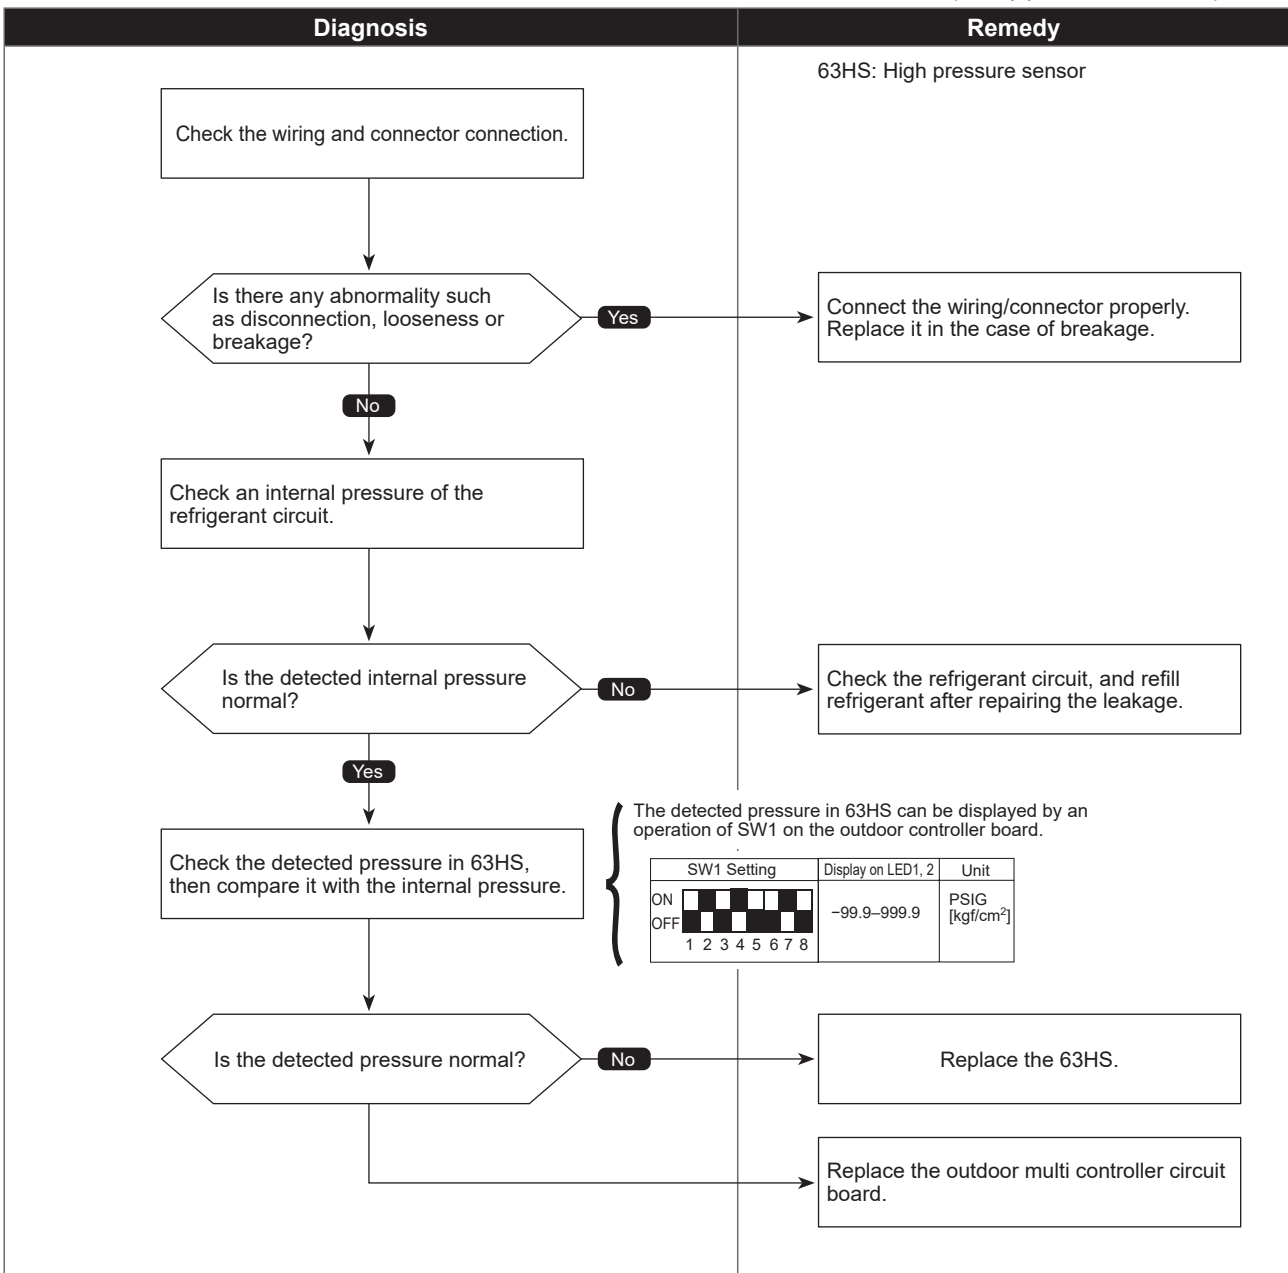 Diagnosis
Remedy
63HS: High pressure sensor
Check the wiring and connector connection.
Is there any abnormality such
as disconnection, looseness or
breakage?
Yes
Connect the wiring/connector properly.
Replace it in the case of breakage.
No
Check an internal pressure of the
refrigerant circuit.
Is the detected internal pressure
normal?
No
Check the refrigerant circuit, and refill
refrigerant after repairing the leakage.
Yes
The detected pressure in 63HS can be displayed by an
operation of SW1 on the outdoor controller board.
Check the detected pressure in 63HS,
then compare it with the internal pressure.
SW1 Setting
Display on LED1, 2
Unit
ON
OFF
1 2 3 4 5 6 7 8
−99.9–999.9
PSIG
[kgf/cm²]
Is the detected pressure normal?
No
Replace the 63HS.
Replace the outdoor multi controller circuit
board.